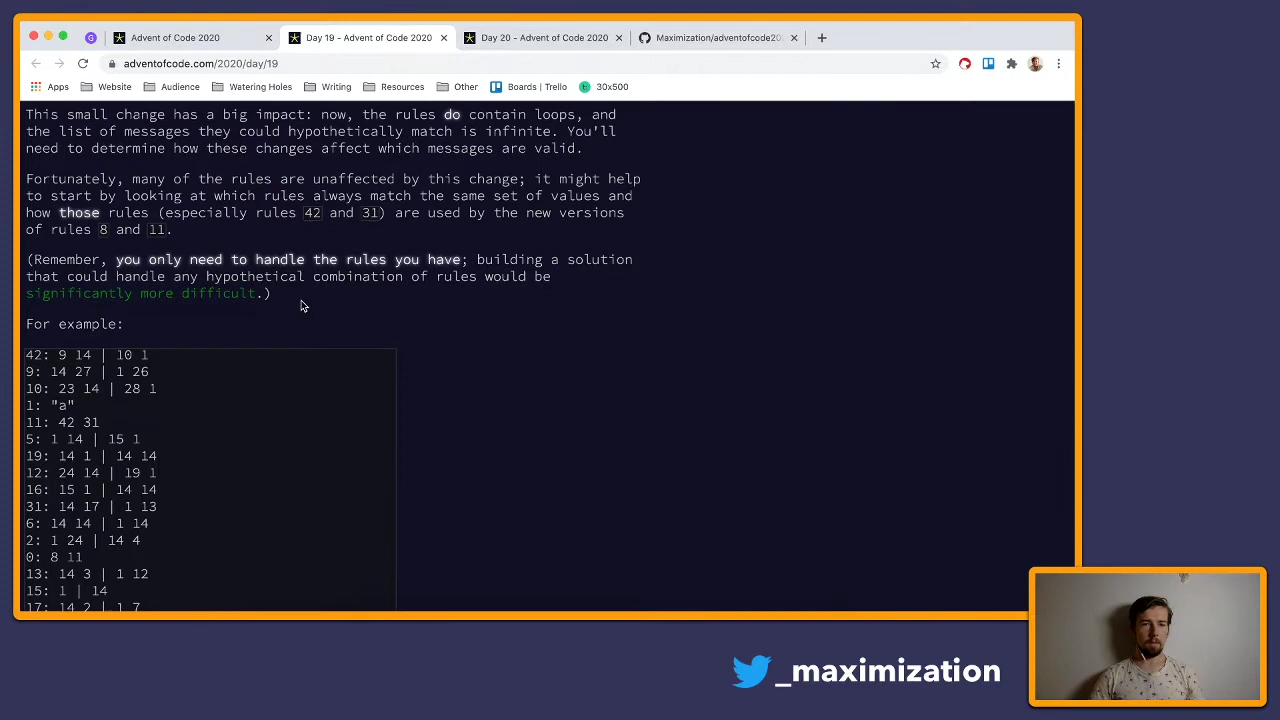 Advent of Code 2020
Day 19 - Advent of Code 2020
Day 20 - Advent of Code 2020
Maximization/adventofcode20
adventofcode.com/2020/day/19
Apps
Website
Audience
Watering Holes
Writing
Resources
Other
Boards | Trello
30x500
This small change has a big impact: now, the rules do contain loops, and
the list of messages they could hypothetically match is infinite. You'll
need to determine how these changes affect which messages are valid.
Fortunately, many of the rules are unaffected by this change; it might help
to start by looking at which rules always match the same set of values and
how those rules (especially rules 42 and 31) are used by the new versions
of rules 8 and 11.
(Remember, you only need to handle the rules you have; building a solution
that could handle any hypothetical combination of rules would be
significantly more difficult.)
For example:
42: 9 14 | 10 1
9: 14 27 | 1 26
10: 23 14 | 28 1
1: "a"
11: 42 31
5: 1 14 | 15 1
19: 14 1 | 14 14
12: 24 14 | 19 1
16: 15 1 | 14 14
31: 14 17 | 1 13
6: 14 14 | 1 14
2: 1 24 | 14 4
0: 8 11
13: 14 3 | 1 12
15: 1 | 14
17: 14 2 | 1 7
_maximization